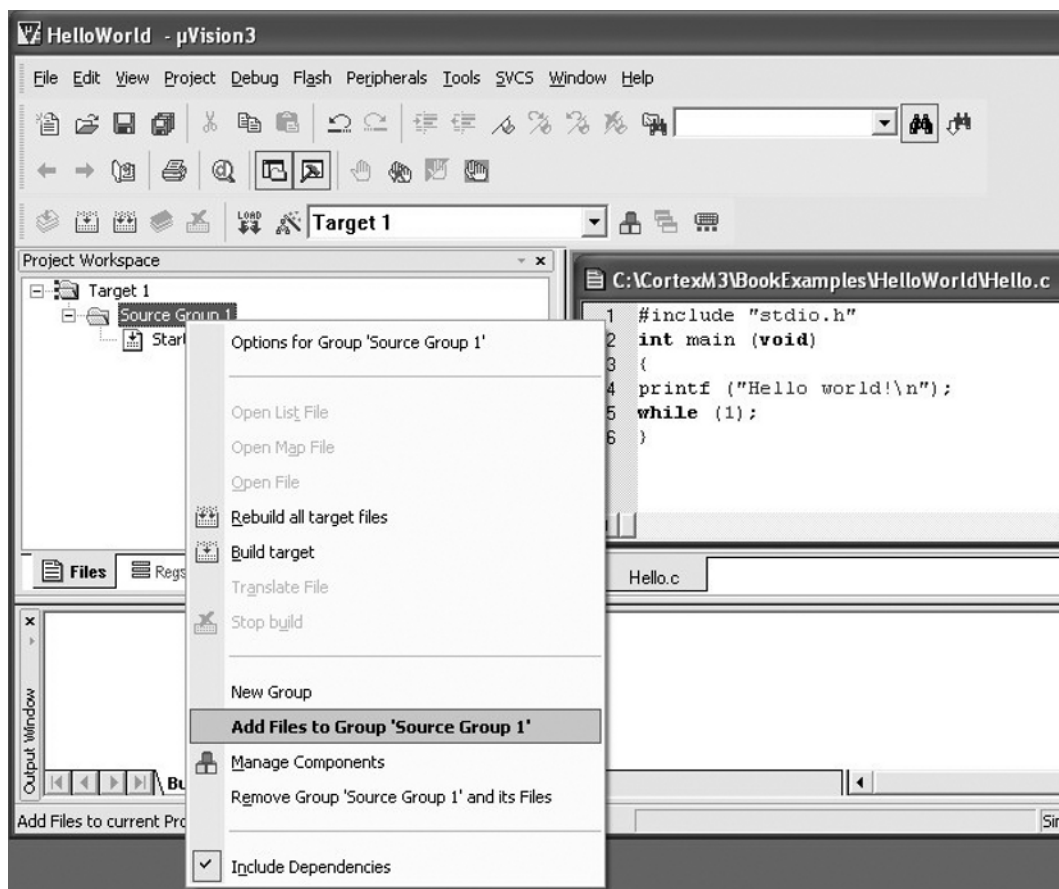 HelloWorld - µVision3
File Edit View Project Debug Flash Peripherals Tools SVCS Window Help
LOAD
Target 1
Project Workspace
Target 1
Source Group 1
Options for Group 'Source Group 1'
Open List File
Open Map File
Open File
Rebuild all target files
Build target
Translate File
Stop build
New Group
Add Files to Group 'Source Group 1'
Manage Components
Remove Group 'Source Group 1' and its Files
Include Dependencies
C:\CortexM3\BookExamples\HelloWorld\Hello.c
1 #include "stdio.h"
2 int main (void)
3 {
4 printf ("Hello world!\n");
5 while (1);
6 }
Files Regs
Hello.c
Output Window
Add Files to current